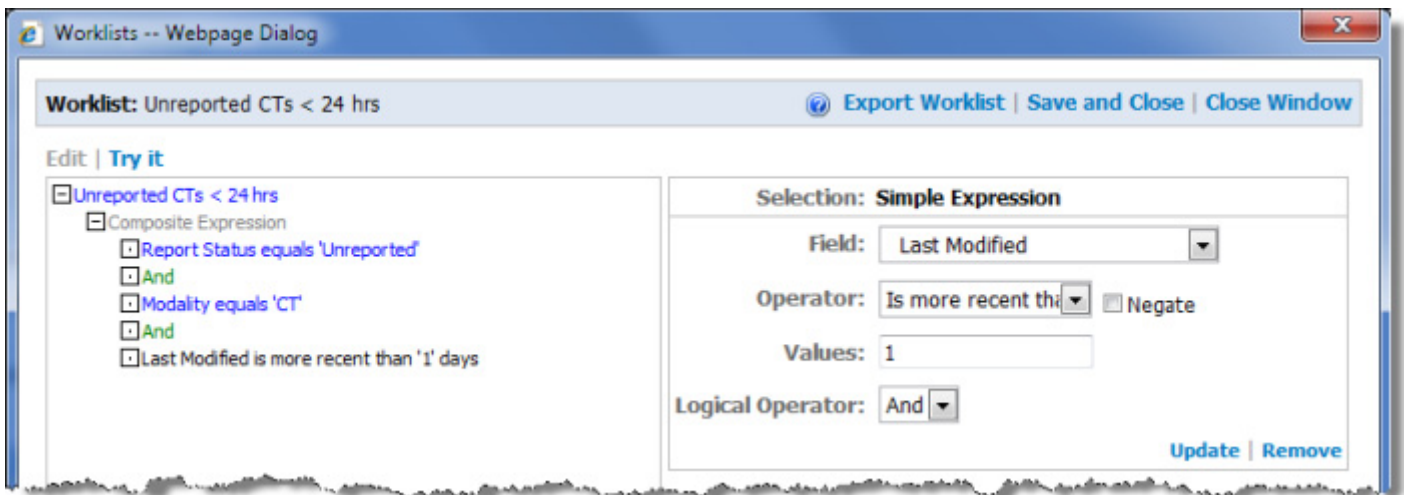 Worklists -- Webpage Dialog
Worklist: Unreported CTs < 24 hrs
Export Worklist | Save and Close | Close Window
Edit | Try it
Unreported CTs < 24 hrs
Composite Expression
Report Status equals 'Unreported'
And
Modality equals 'CT'
And
Last Modified is more recent than '1' days
Selection: Simple Expression
Field: Last Modified
Operator: Is more recent tha Negate
Values: 1
Logical Operator: And
Update | Remove